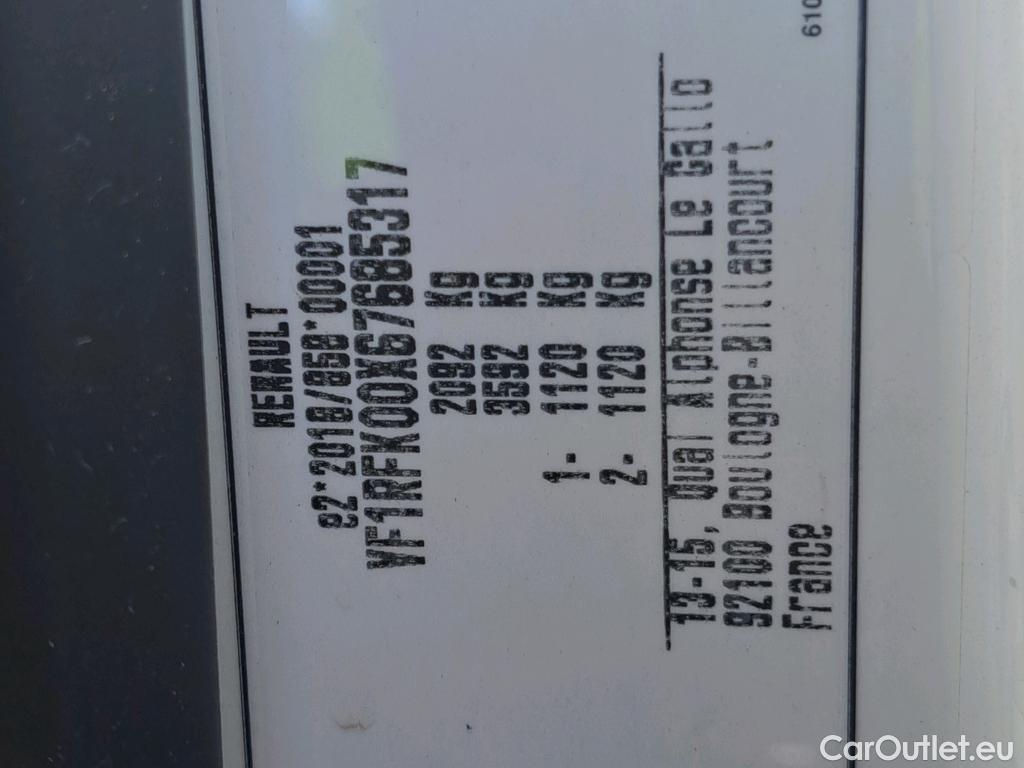 RENAULT
e2*2018/858*00001
VF1RFK00X67685317
2092 kg
3592 kg
1- 1120 kg
2- 1120 kg
13-15, Quai Alphonse Le Gallo
92100 Boulogne-Billancourt
France
610
CarOutlet.eu